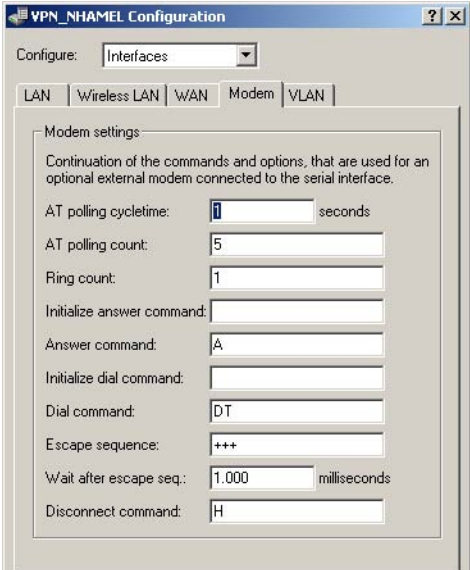 VPN_NHAMEL Configuration
Configure: Interfaces
LAN Wireless LAN WAN Modem VLAN
Modem settings
Continuation of the commands and options, that are used for an
optional external modem connected to the serial interface.
AT polling cycletime: 1 seconds
AT polling count: 5
Ring count: 1
Initialize answer command:
Answer command: A
Initialize dial command:
Dial command: DT
Escape sequence: +++
Wait after escape seq.: 1.000 milliseconds
Disconnect command: H